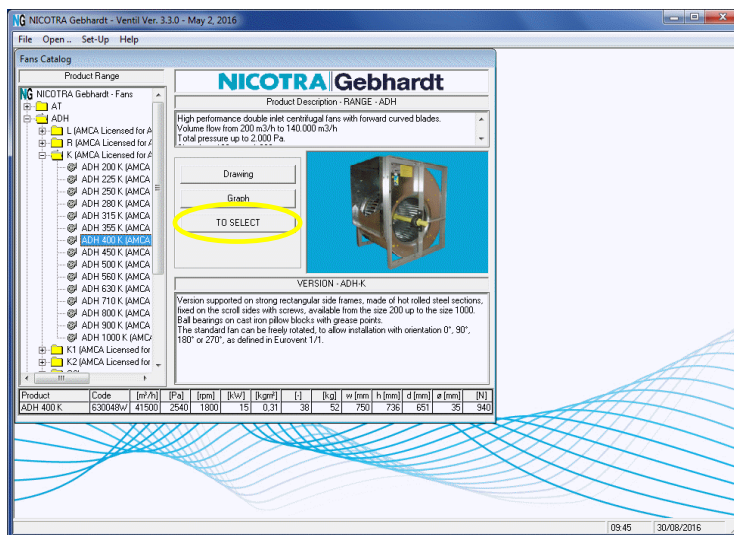 NICOTRA Gebhardt - Ventil Ver. 3.3.0 - May 2, 2016
File Open .. Set-Up Help
Fans Catalog
Product Range
NICOTRA Gebhardt - Fans
AT
ADH
L (AMCA Licensed for A
R (AMCA Licensed for A
K (AMCA Licensed for A
ADH 200 K (AMCA
ADH 225 K (AMCA
ADH 250 K (AMCA
ADH 280 K (AMCA
ADH 315 K (AMCA
ADH 355 K (AMCA
ADH 400 K (AMCA
ADH 450 K (AMCA
ADH 500 K (AMCA
ADH 560 K (AMCA
ADH 630 K (AMCA
ADH 710 K (AMCA
ADH 800 K (AMCA
ADH 900 K (AMCA
ADH 1000 K (AMCA
K1 (AMCA Licensed for
K2 (AMCA Licensed for
NICOTRA Gebhardt
Product Description - RANGE - ADH
High performance double inlet centrifugal fans with forward curved blades.
Volume flow from 200 m3/h to 140.000 m3/h
Total pressure up to 2.000 Pa.
Drawing
Graph
TO SELECT
VERSION - ADH-K
Version supported on strong rectangular side frames, made of hot rolled steel sections,
fixed on the scroll sides with screws, available from the size 200 up to the size 1000.
Ball bearings on cast iron pillow blocks with grease points.
The standard fan can be freely rotated, to allow installation with orientation 0°, 90°,
180° or 270°, as defined in Eurovent 1/1.
Product Code [m³/h] [Pa] [rpm] [kW] [kgm²] [-] [kg] w [mm h [mm] d [mm] ø [mm] [N]
ADH 400 K 630048W 41500 2540 1800 15 0,31 38 52 750 736 651 35 940
09:45 30/08/2016